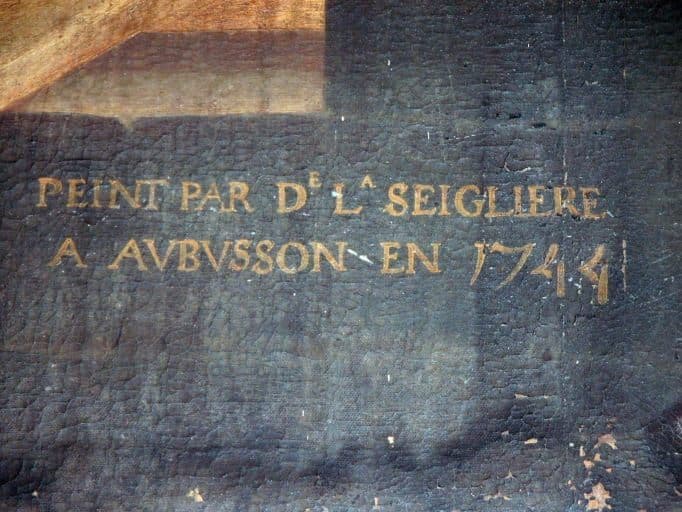 PEINT PAR Dᴱ Lᴬ SEIGLIERE
A AVBVSSON EN 1744